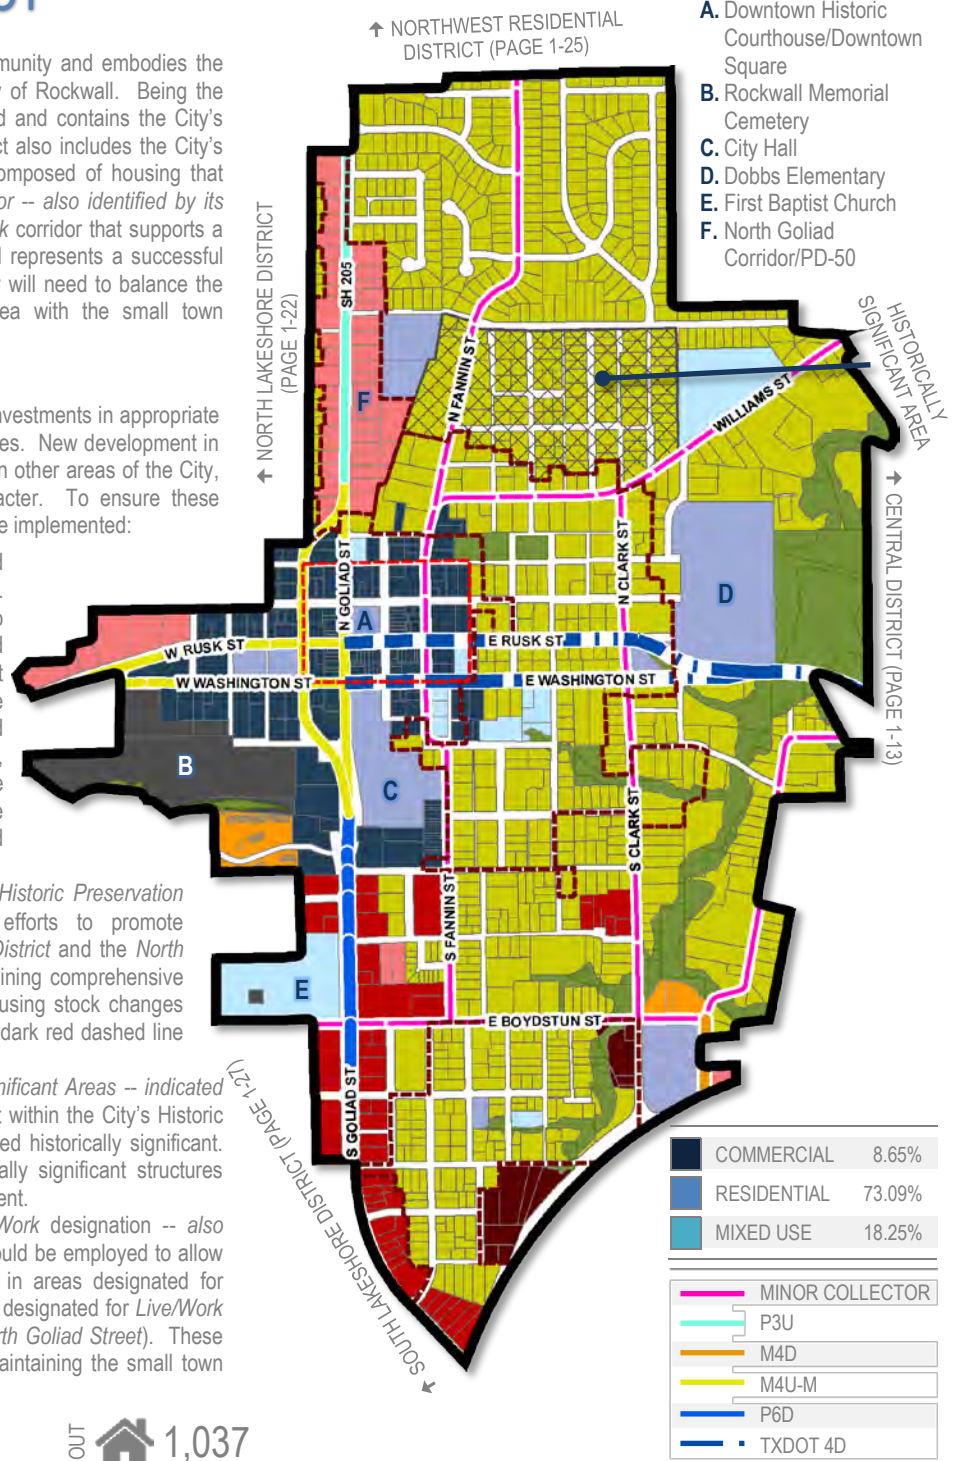 munity and embodies the
of Rockwall. Being the
d and contains the City's
ct also includes the City's
omposed of housing that
or -- also identified by its
k corridor that supports a
represents a successful
will need to balance the
ea with the small town
nvestments in appropriate
es. New development in
n other areas of the City,
acter. To ensure these
e implemented:
Historic Preservation
efforts to promote
District and the North
ining comprehensive
using stock changes
dark red dashed line
nificant Areas -- indicated
t within the City's Historic
ed historically significant.
ally significant structures
ent.
Work designation -- also
ould be employed to allow
in areas designated for
designated for Live/Work
rth Goliad Street). These
aintaining the small town
OUT
1,037
NORTHWEST RESIDENTIAL
DISTRICT (PAGE 1-25)
A. Downtown Historic
Courthouse/Downtown
Square
B. Rockwall Memorial
Cemetery
C. City Hall
D. Dobbs Elementary
E. First Baptist Church
F. North Goliad
Corridor/PD-50
NORTH LAKESHORE DISTRICT
(PAGE 1-22)
HISTORICALLY
SIGNIFICANT AREA
CENTRAL DISTRICT (PAGE 1-13)
SOUTH LAKESHORE DISTRICT (PAGE 1-27)
SH 205
N FANNIN ST
WILLIAMS ST
F
N GOLIAD ST
N CLARK ST
A
D
W RUSK ST
E RUSK ST
W WASHINGTON ST
E WASHINGTON ST
B
C
S CLARK ST
S FANNIN ST
E
E BOYDSTUN ST
S GOLIAD ST
COMMERCIAL 8.65%
RESIDENTIAL 73.09%
MIXED USE 18.25%
MINOR COLLECTOR
P3U
M4D
M4U-M
P6D
TXDOT 4D